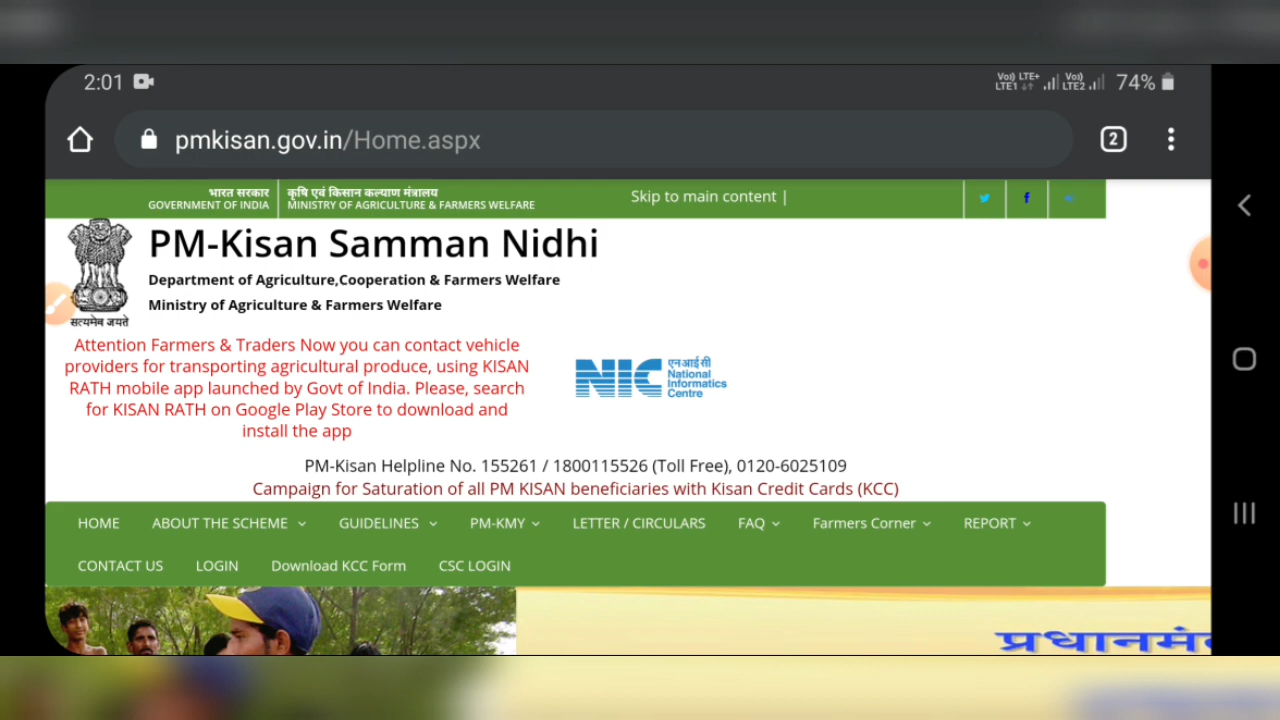 2:01
Vo) LTE+ LTE1 Vo) LTE2 74%
pmkisan.gov.in/Home.aspx
2
भारत सरकार
GOVERNMENT OF INDIA
कृषि एवं किसान कल्याण मंत्रालय
MINISTRY OF AGRICULTURE & FARMERS WELFARE
Skip to main content |
PM-Kisan Samman Nidhi
Department of Agriculture,Cooperation & Farmers Welfare
Ministry of Agriculture & Farmers Welfare
सत्यमेव जयते
Attention Farmers & Traders Now you can contact vehicle
providers for transporting agricultural produce, using KISAN
RATH mobile app launched by Govt of India. Please, search
for KISAN RATH on Google Play Store to download and
install the app
NIC
एनआईसी
National
Informatics
Centre
PM-Kisan Helpline No. 155261 / 1800115526 (Toll Free), 0120-6025109
Campaign for Saturation of all PM KISAN beneficiaries with Kisan Credit Cards (KCC)
HOME ABOUT THE SCHEME GUIDELINES PM-KMY LETTER / CIRCULARS FAQ Farmers Corner REPORT
CONTACT US LOGIN Download KCC Form CSC LOGIN